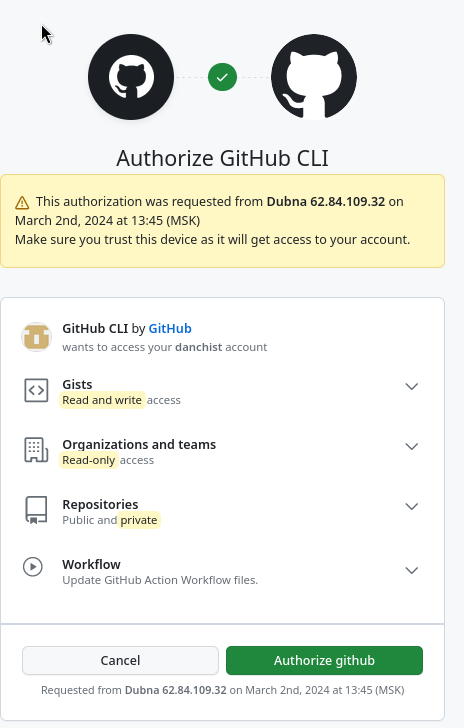 Authorize GitHub CLI
This authorization was requested from Dubna 62.84.109.32 on
March 2nd, 2024 at 13:45 (MSK)
Make sure you trust this device as it will get access to your account.
GitHub CLI by GitHub
wants to access your danchist account
Gists
Read and write access
Organizations and teams
Read-only access
Repositories
Public and private
Workflow
Update GitHub Action Workflow files.
Cancel
Authorize github
Requested from Dubna 62.84.109.32 on March 2nd, 2024 at 13:45 (MSK)